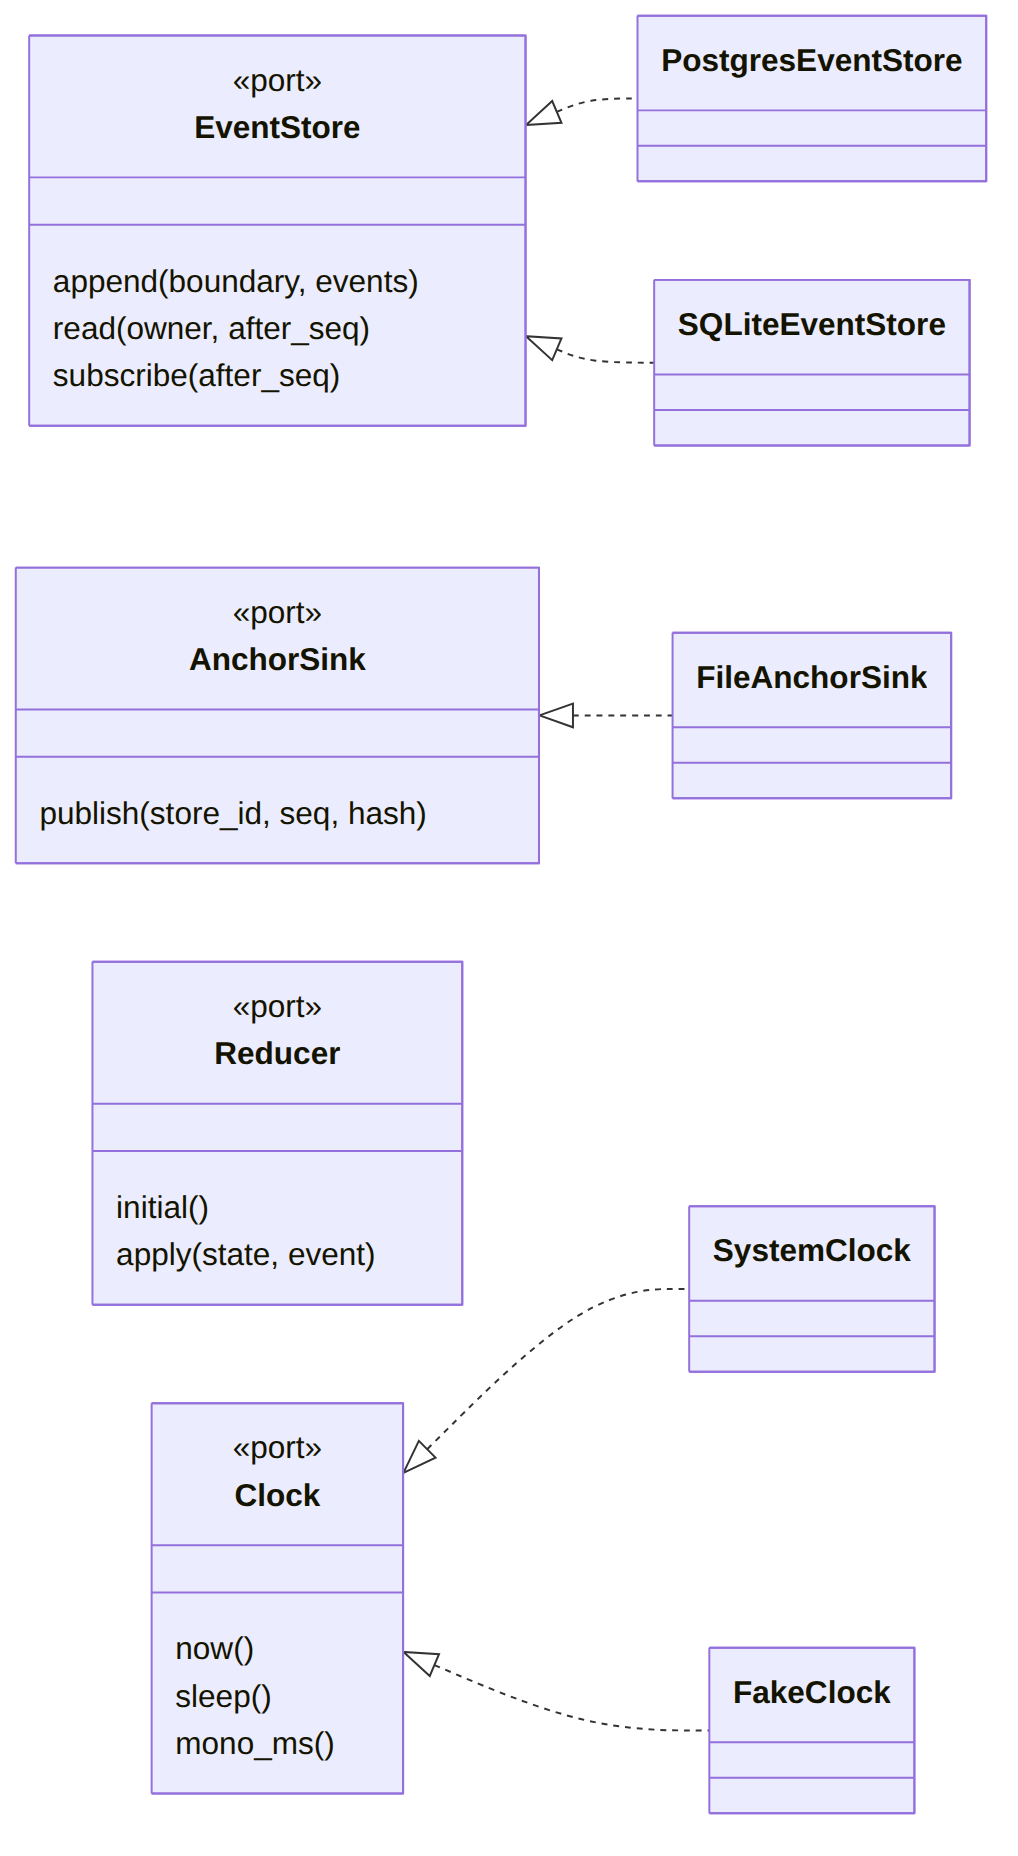 «port»
EventStore
append(boundary, events)
read(owner, after_seq)
subscribe(after_seq)
PostgresEventStore
SQLiteEventStore
«port»
AnchorSink
publish(store_id, seq, hash)
FileAnchorSink
«port»
Reducer
initial()
apply(state, event)
SystemClock
«port»
Clock
now()
sleep()
mono_ms()
FakeClock